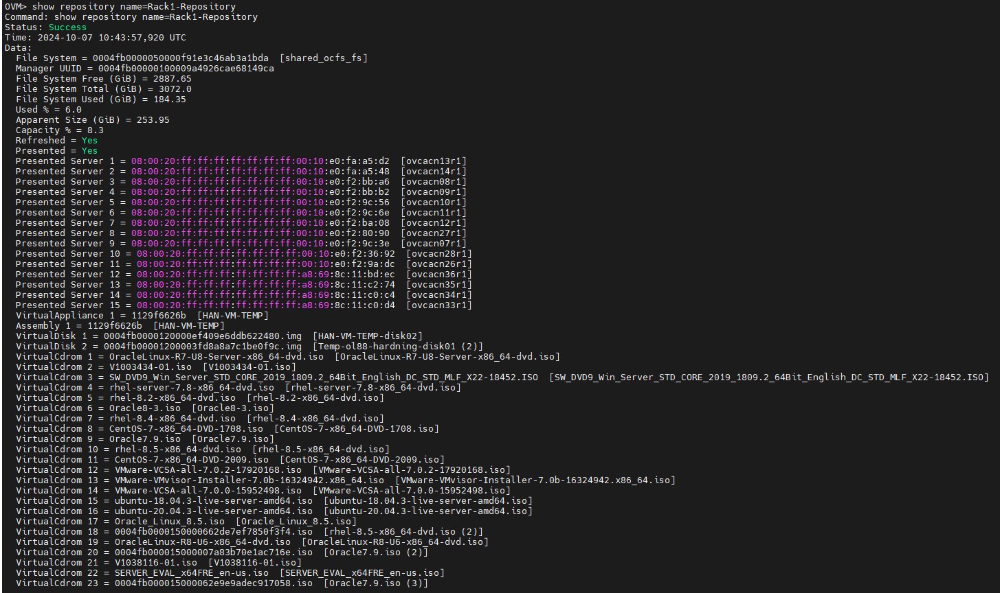 OVM> show repository name=Rack1-Repository
Command: show repository name=Rack1-Repository
Status: Success
Time: 2024-10-07 10:43:57,920 UTC
Data:
File System = 0004fb0000050000f91e3c46ab3a1bda [shared_ocfs_fs]
Manager UUID = 0004fb00000100009a4926cae68149ca
File System Free (GiB) = 2887.65
File System Total (GiB) = 3072.0
File System Used (GiB) = 184.35
Used % = 6.0
Apparent Size (GiB) = 253.95
Capacity % = 8.3
Refreshed = Yes
Presented = Yes
Presented Server 1 = 08:00:20:ff:ff:ff:ff:ff:ff:ff:00:10:e0:fa:a5:d2 [ovcacn13r1]
Presented Server 2 = 08:00:20:ff:ff:ff:ff:ff:ff:ff:00:10:e0:fa:a5:48 [ovcacn14r1]
Presented Server 3 = 08:00:20:ff:ff:ff:ff:ff:ff:ff:00:10:e0:f2:bb:a6 [ovcacn08r1]
Presented Server 4 = 08:00:20:ff:ff:ff:ff:ff:ff:ff:00:10:e0:f2:bb:b2 [ovcacn09r1]
Presented Server 5 = 08:00:20:ff:ff:ff:ff:ff:ff:ff:00:10:e0:f2:9c:56 [ovcacn10r1]
Presented Server 6 = 08:00:20:ff:ff:ff:ff:ff:ff:ff:00:10:e0:f2:9c:6e [ovcacn11r1]
Presented Server 7 = 08:00:20:ff:ff:ff:ff:ff:ff:ff:00:10:e0:f2:ba:08 [ovcacn12r1]
Presented Server 8 = 08:00:20:ff:ff:ff:ff:ff:ff:ff:00:10:e0:f2:80:90 [ovcacn27r1]
Presented Server 9 = 08:00:20:ff:ff:ff:ff:ff:ff:ff:00:10:e0:f2:9c:3e [ovcacn07r1]
Presented Server 10 = 08:00:20:ff:ff:ff:ff:ff:ff:ff:00:10:e0:f2:36:92 [ovcacn28r1]
Presented Server 11 = 08:00:20:ff:ff:ff:ff:ff:ff:ff:00:10:e0:f2:9a:dc [ovcacn26r1]
Presented Server 12 = 08:00:20:ff:ff:ff:ff:ff:ff:ff:a8:69:8c:11:bd:ec [ovcacn36r1]
Presented Server 13 = 08:00:20:ff:ff:ff:ff:ff:ff:ff:a8:69:8c:11:c2:74 [ovcacn35r1]
Presented Server 14 = 08:00:20:ff:ff:ff:ff:ff:ff:ff:a8:69:8c:11:c0:c4 [ovcacn34r1]
Presented Server 15 = 08:00:20:ff:ff:ff:ff:ff:ff:ff:a8:69:8c:11:c0:d4 [ovcacn33r1]
VirtualAppliance 1 = 1129f6626b [HAN-VM-TEMP]
Assembly 1 = 1129f6626b [HAN-VM-TEMP]
VirtualDisk 1 = 0004fb0000120000ef409e6ddb622480.img [HAN-VM-TEMP-disk02]
VirtualDisk 2 = 0004fb00001200003fd8a8a7c1be0f9c.img [Temp-ol88-hardning-disk01 (2)]
VirtualCdrom 1 = OracleLinux-R7-U8-Server-x86_64-dvd.iso [OracleLinux-R7-U8-Server-x86_64-dvd.iso]
VirtualCdrom 2 = V1003434-01.iso [V1003434-01.iso]
VirtualCdrom 3 = SW_DVD9_Win_Server_STD_CORE_2019_1809.2_64Bit_English_DC_STD_MLF_X22-18452.ISO [SW_DVD9_Win_Server_STD_CORE_2019_1809.2_64Bit_English_DC_STD_MLF_X22-18452.ISO]
VirtualCdrom 4 = rhel-server-7.8-x86_64-dvd.iso [rhel-server-7.8-x86_64-dvd.iso]
VirtualCdrom 5 = rhel-8.2-x86_64-dvd.iso [rhel-8.2-x86_64-dvd.iso]
VirtualCdrom 6 = Oracle8-3.iso [Oracle8-3.iso]
VirtualCdrom 7 = rhel-8.4-x86_64-dvd.iso [rhel-8.4-x86_64-dvd.iso]
VirtualCdrom 8 = CentOS-7-x86_64-DVD-1708.iso [CentOS-7-x86_64-DVD-1708.iso]
VirtualCdrom 9 = Oracle7.9.iso [Oracle7.9.iso]
VirtualCdrom 10 = rhel-8.5-x86_64-dvd.iso [rhel-8.5-x86_64-dvd.iso]
VirtualCdrom 11 = CentOS-7-x86_64-DVD-2009.iso [CentOS-7-x86_64-DVD-2009.iso]
VirtualCdrom 12 = VMware-VCSA-all-7.0.2-17920168.iso [VMware-VCSA-all-7.0.2-17920168.iso]
VirtualCdrom 13 = VMware-VMvisor-Installer-7.0b-16324942.x86_64.iso [VMware-VMvisor-Installer-7.0b-16324942.x86_64.iso]
VirtualCdrom 14 = VMware-VCSA-all-7.0.0-15952498.iso [VMware-VCSA-all-7.0.0-15952498.iso]
VirtualCdrom 15 = ubuntu-18.04.3-live-server-amd64.iso [ubuntu-18.04.3-live-server-amd64.iso]
VirtualCdrom 16 = ubuntu-20.04.3-live-server-amd64.iso [ubuntu-20.04.3-live-server-amd64.iso]
VirtualCdrom 17 = Oracle_Linux_8.5.iso [Oracle_Linux_8.5.iso]
VirtualCdrom 18 = 0004fb0000150000662de7ef7850f3f4.iso [rhel-8.5-x86_64-dvd.iso (2)]
VirtualCdrom 19 = OracleLinux-R8-U6-x86_64-dvd.iso [OracleLinux-R8-U6-x86_64-dvd.iso]
VirtualCdrom 20 = 0004fb000015000007a83b70e1ac716e.iso [Oracle7.9.iso (2)]
VirtualCdrom 21 = V1038116-01.iso [V1038116-01.iso]
VirtualCdrom 22 = SERVER_EVAL_x64FRE_en-us.iso [SERVER_EVAL_x64FRE_en-us.iso]
VirtualCdrom 23 = 0004fb000015000062e9e9adec917058.iso [Oracle7.9.iso (3)]